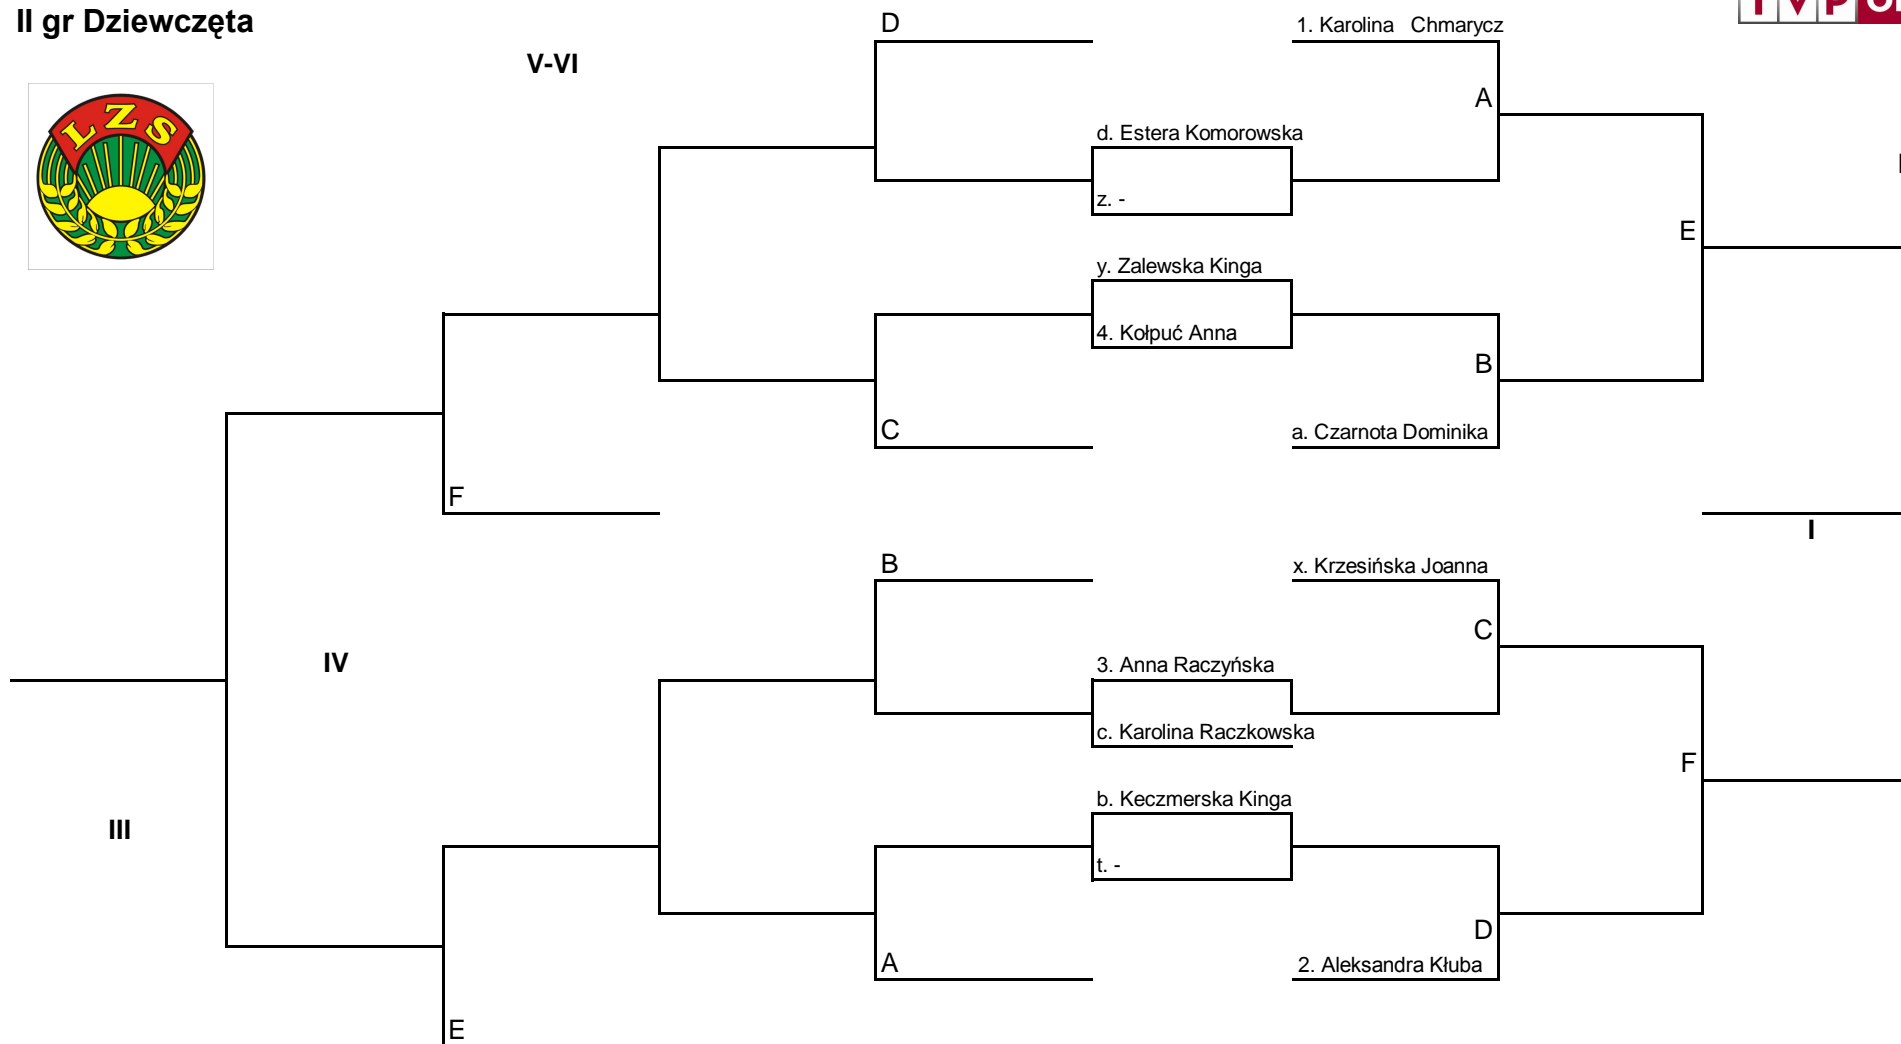 II gr Dziewczęta
TVP
LZS
V-VI
D
1. Karolina Chmarycz
A
d. Estera Komorowska
z. -
E
y. Zalewska Kinga
4. Kołpuć Anna
B
C
a. Czarnota Dominika
F
I
B
x. Krzesińska Joanna
C
IV
3. Anna Raczyńska
c. Karolina Raczkowska
F
b. Keczmerska Kinga
III
t. -
D
A
2. Aleksandra Kłuba
E